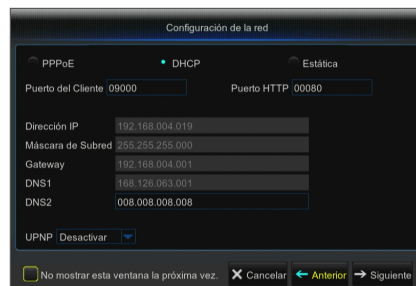 Configuración de la red
PPPoE DHCP Estática
Puerto del Cliente 09000 Puerto HTTP 00080
Dirección IP 192.168.004.019
Máscara de Subred 255.255.255.000
Gateway 192.168.004.001
DNS1 168.126.063.001
DNS2 008.008.008.008
UPNP Desactivar
No mostrar esta ventana la próxima vez. Cancelar Anterior Siguiente